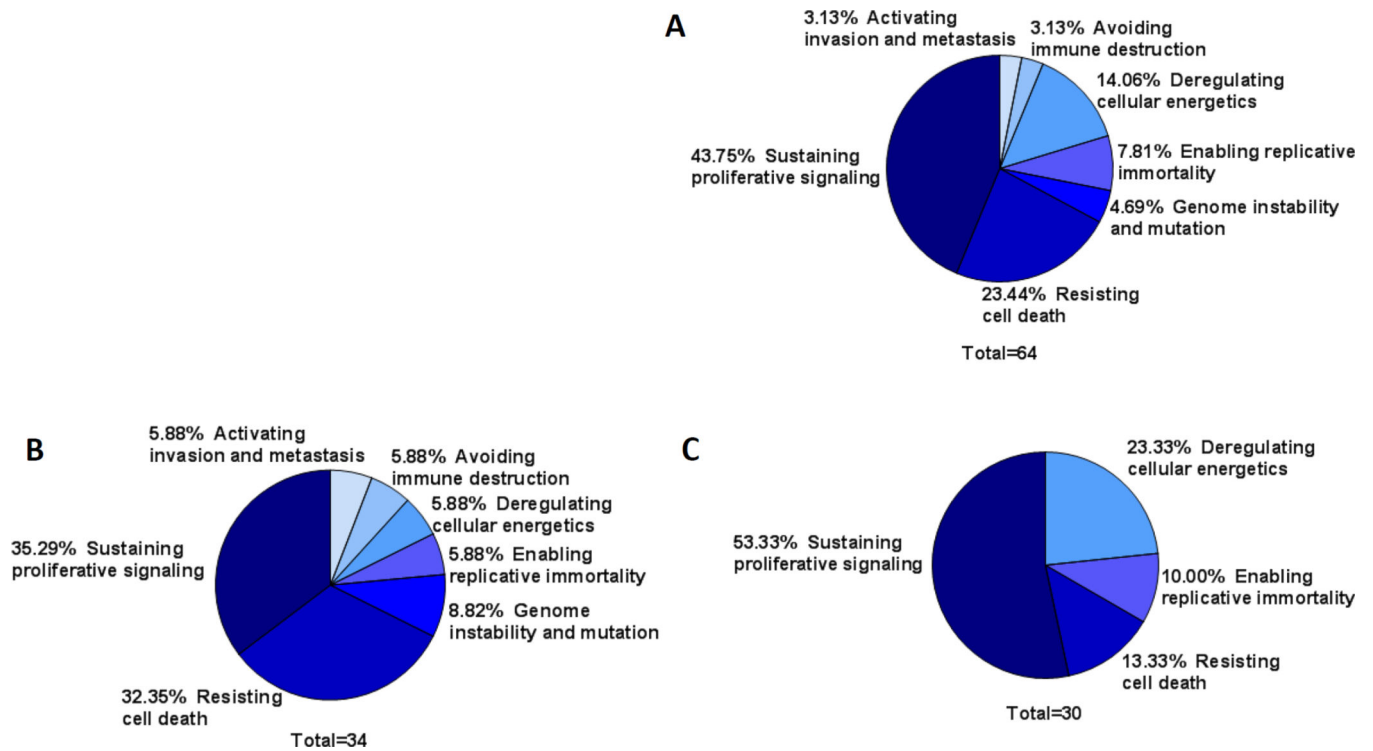 A
3.13% Activating
invasion and metastasis
3.13% Avoiding
immune destruction
14.06% Deregulating
cellular energetics
7.81% Enabling replicative
immortality
4.69% Genome instability
and mutation
23.44% Resisting
cell death
43.75% Sustaining
proliferative signaling
Total=64
B
5.88% Activating
invasion and metastasis
5.88% Avoiding
immune destruction
5.88% Deregulating
cellular energetics
5.88% Enabling
replicative immortality
8.82% Genome
instability and mutation
32.35% Resisting
cell death
35.29% Sustaining
proliferative signaling
Total=34
C
23.33% Deregulating
cellular energetics
10.00% Enabling
replicative immortality
13.33% Resisting
cell death
53.33% Sustaining
proliferative signaling
Total=30